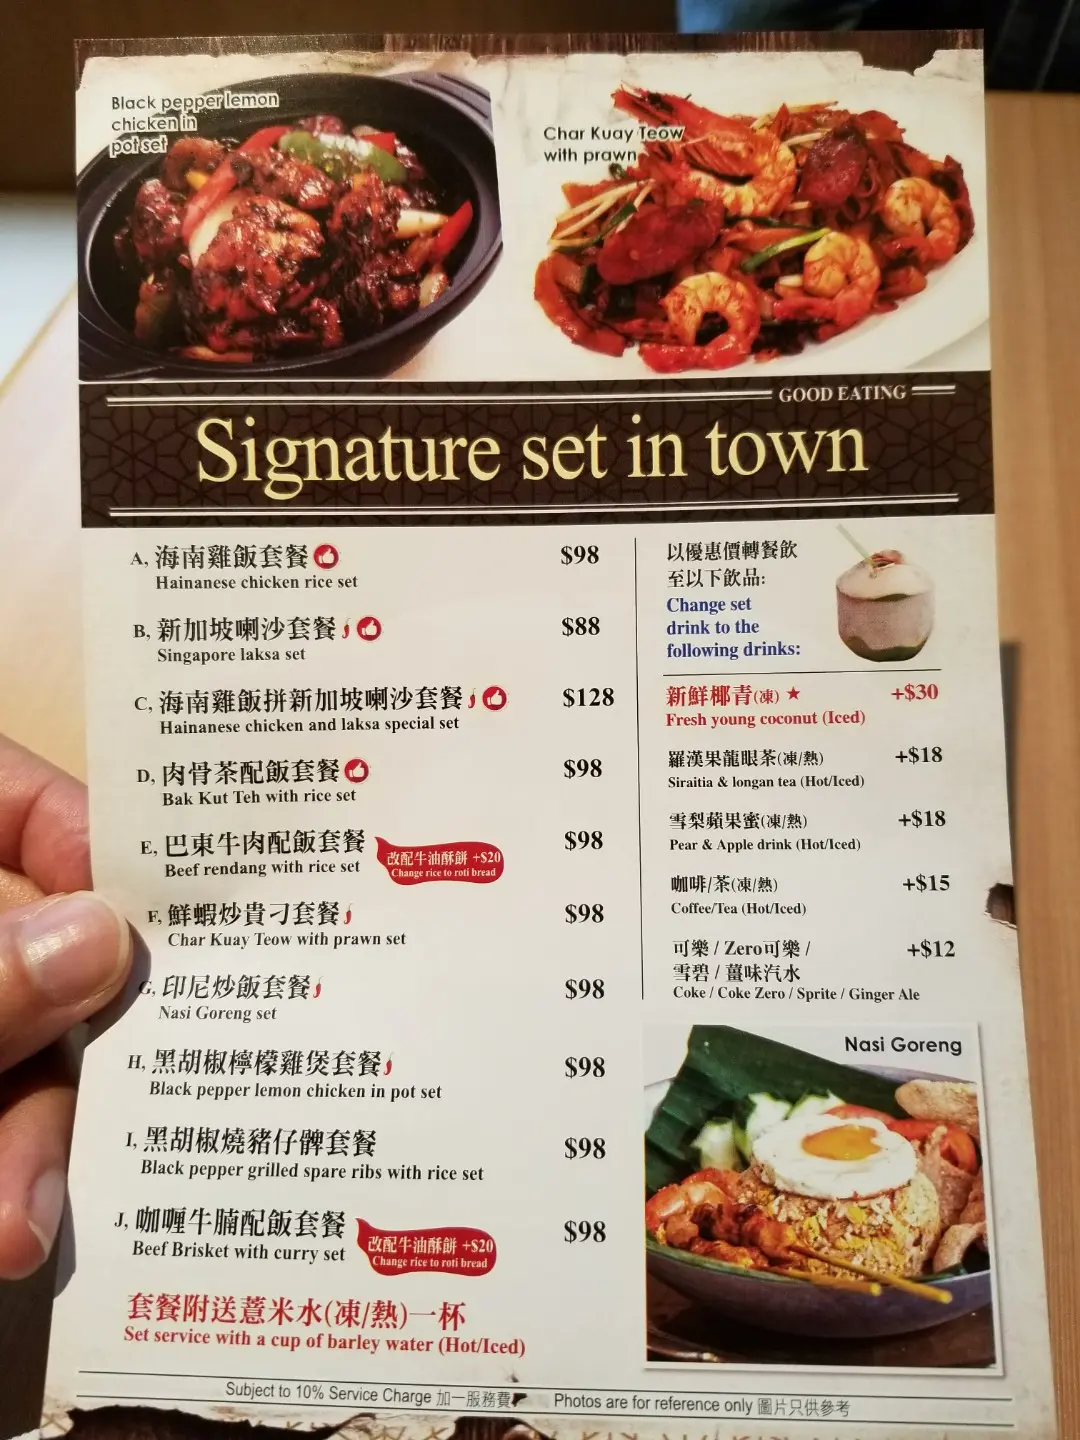 Black pepper lemon
chicken in
pot set
Char Kuay Teow
with prawn
GOOD EATING
Signature set in town
A, 海南雞飯套餐 $98
Hainanese chicken rice set
B, 新加坡喇沙套餐 $88
Singapore laksa set
C, 海南雞飯拼新加坡喇沙套餐 $128
Hainanese chicken and laksa special set
D, 肉骨茶配飯套餐 $98
Bak Kut Teh with rice set
E, 巴東牛肉配飯套餐 $98
Beef rendang with rice set
改配牛油酥餅 +$20
Change rice to roti bread
F, 鮮蝦炒貴刁套餐 $98
Char Kuay Teow with prawn set
G, 印尼炒飯套餐 $98
Nasi Goreng set
H, 黑胡椒檸檬雞煲套餐 $98
Black pepper lemon chicken in pot set
I, 黑胡椒燒豬仔髀套餐 $98
Black pepper grilled spare ribs with rice set
J, 咖喱牛腩配飯套餐 $98
Beef Brisket with curry set
改配牛油酥餅 +$20
Change rice to roti bread
套餐附送薏米水(凍/熱)一杯
Set service with a cup of barley water (Hot/Iced)
以優惠價轉餐飲
至以下飲品:
Change set
drink to the
following drinks:
新鮮椰青(凍) ★ +$30
Fresh young coconut (Iced)
羅漢果龍眼茶(凍/熱) +$18
Siraitia & longan tea (Hot/Iced)
雪梨蘋果蜜(凍/熱) +$18
Pear & Apple drink (Hot/Iced)
咖啡/茶(凍/熱) +$15
Coffee/Tea (Hot/Iced)
可樂 / Zero可樂 / +$12
雪碧 / 薑味汽水
Coke / Coke Zero / Sprite / Ginger Ale
Nasi Goreng
Subject to 10% Service Charge 加一服務費 Photos are for reference only 圖片只供參考